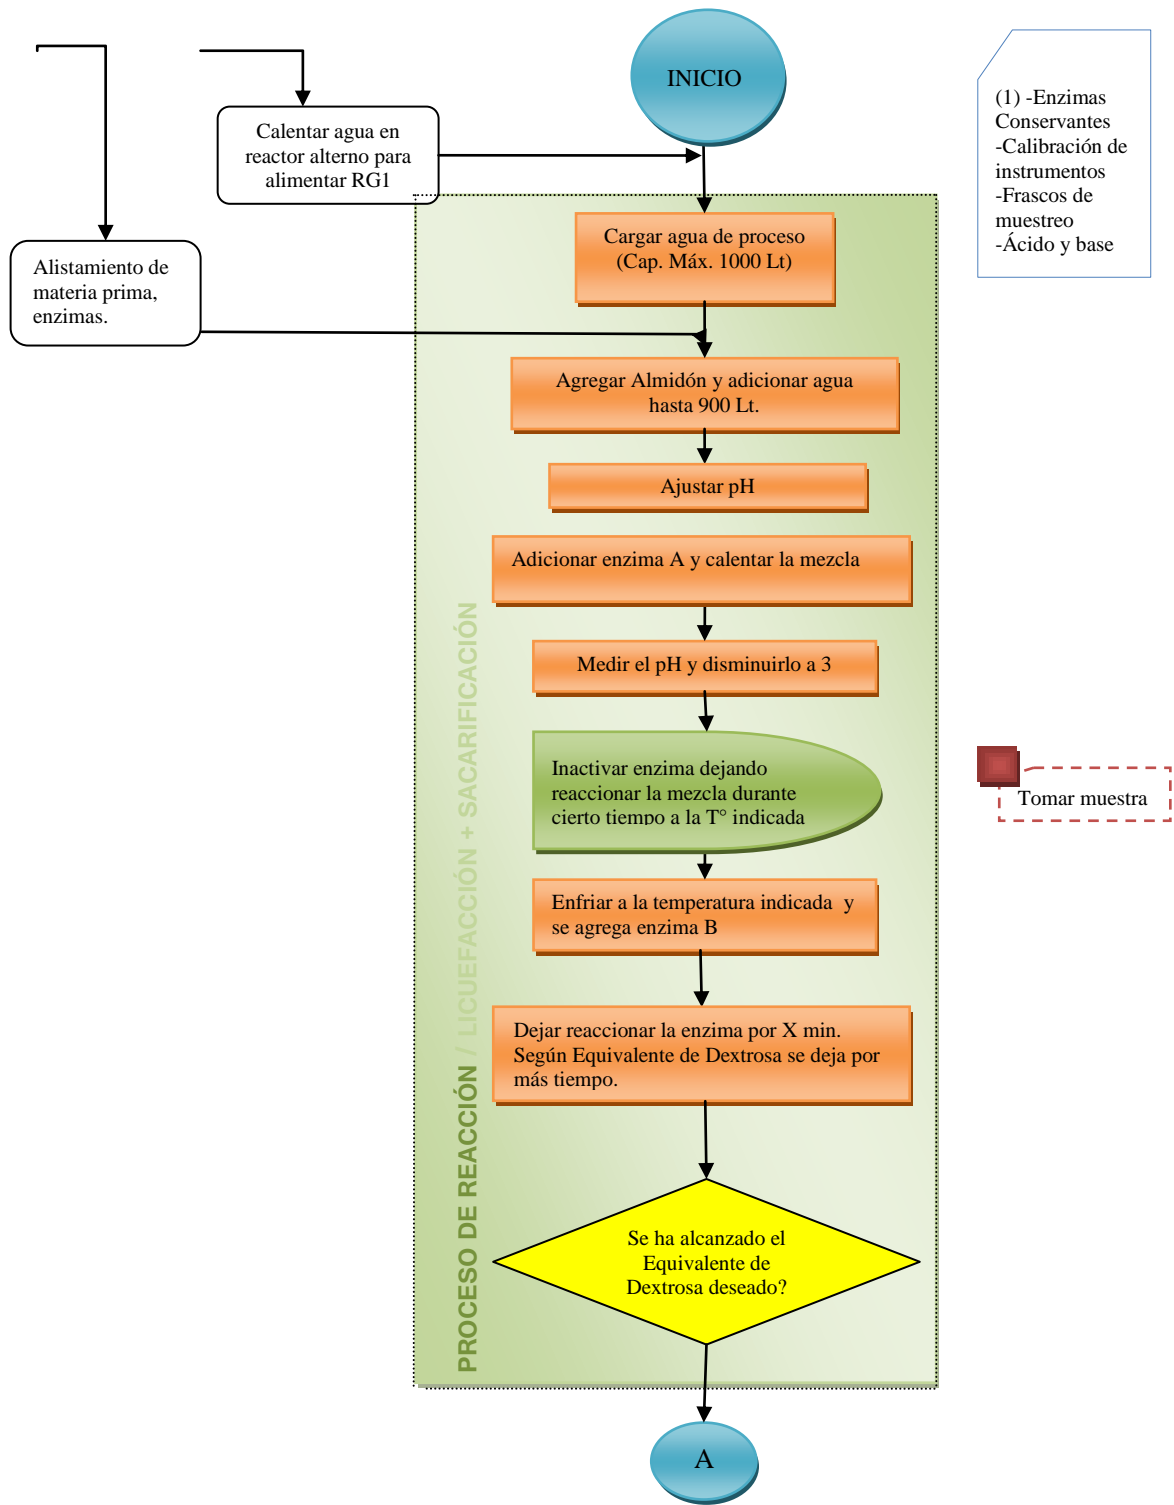 INICIO
(1) -Enzimas
Conservantes
-Calibración de
instrumentos
-Frascos de
muestreo
-Ácido y base
Calentar agua en
reactor alterno para
alimentar RG1
Cargar agua de proceso
(Cap. Máx. 1000 Lt)
Alistamiento de
materia prima,
enzimas.
Agregar Almidón y adicionar agua
hasta 900 Lt.
Ajustar pH
Adicionar enzima A y calentar la mezcla
Medir el pH y disminuirlo a 3
Inactivar enzima dejando
reaccionar la mezcla durante
cierto tiempo a la T° indicada
Tomar muestra
Enfriar a la temperatura indicada y
se agrega enzima B
Dejar reaccionar la enzima por X min.
Según Equivalente de Dextrosa se deja por
más tiempo.
Se ha alcanzado el
Equivalente de
Dextrosa deseado?
PROCESO DE REACCIÓN / LICUEFACCIÓN + SACARIFICACIÓN
A